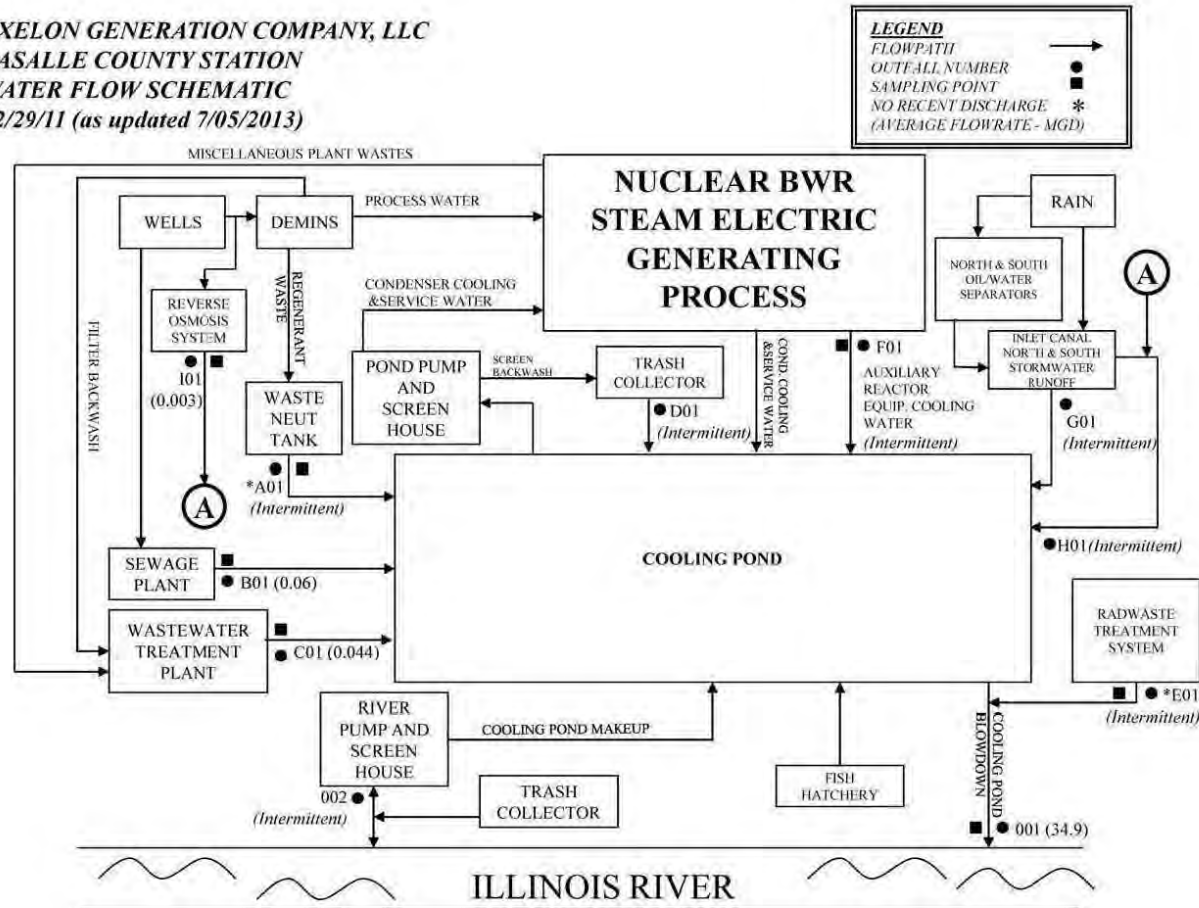 XELON GENERATION COMPANY, LLC
ASALLE COUNTY STATION
ATER FLOW SCHEMATIC
2/29/11 (as updated 7/05/2013)
LEGEND
FLOWPATH
OUTFALL NUMBER
SAMPLING POINT
NO RECENT DISCHARGE *
(AVERAGE FLOWRATE - MGD)
MISCELLANEOUS PLANT WASTES
WELLS
DEMINS
PROCESS WATER
NUCLEAR BWR
STEAM ELECTRIC
GENERATING
PROCESS
RAIN
NORTH & SOUTH
OIL/WATER
SEPARATORS
A
REGENERANT
WASTE
CONDENSER COOLING
&SERVICE WATER
REVERSE
OSMOSIS
SYSTEM
FILTER BACKWASH
I01
(0.003)
POND PUMP
AND
SCREEN
HOUSE
SCREEN
BACKWASH
TRASH
COLLECTOR
D01
(Intermittent)
COND. COOLING
&SERVICE WATER
F01
AUXILIARY
REACTOR
EQUIP. COOLING
WATER
(Intermittent)
INLET CANAL
NORTH & SOUTH
STORMWATER
RUNOFF
G01
(Intermittent)
WASTE
NEUT
TANK
*A01
(Intermittent)
A
H01(Intermittent)
COOLING POND
SEWAGE
PLANT
B01 (0.06)
WASTEWATER
TREATMENT
PLANT
C01 (0.044)
RADWASTE
TREATMENT
SYSTEM
*E01
(Intermittent)
RIVER
PUMP AND
SCREEN
HOUSE
COOLING POND MAKEUP
FISH
HATCHERY
COOLING POND
BLOWDOWN
002
(Intermittent)
TRASH
COLLECTOR
001 (34.9)
ILLINOIS RIVER